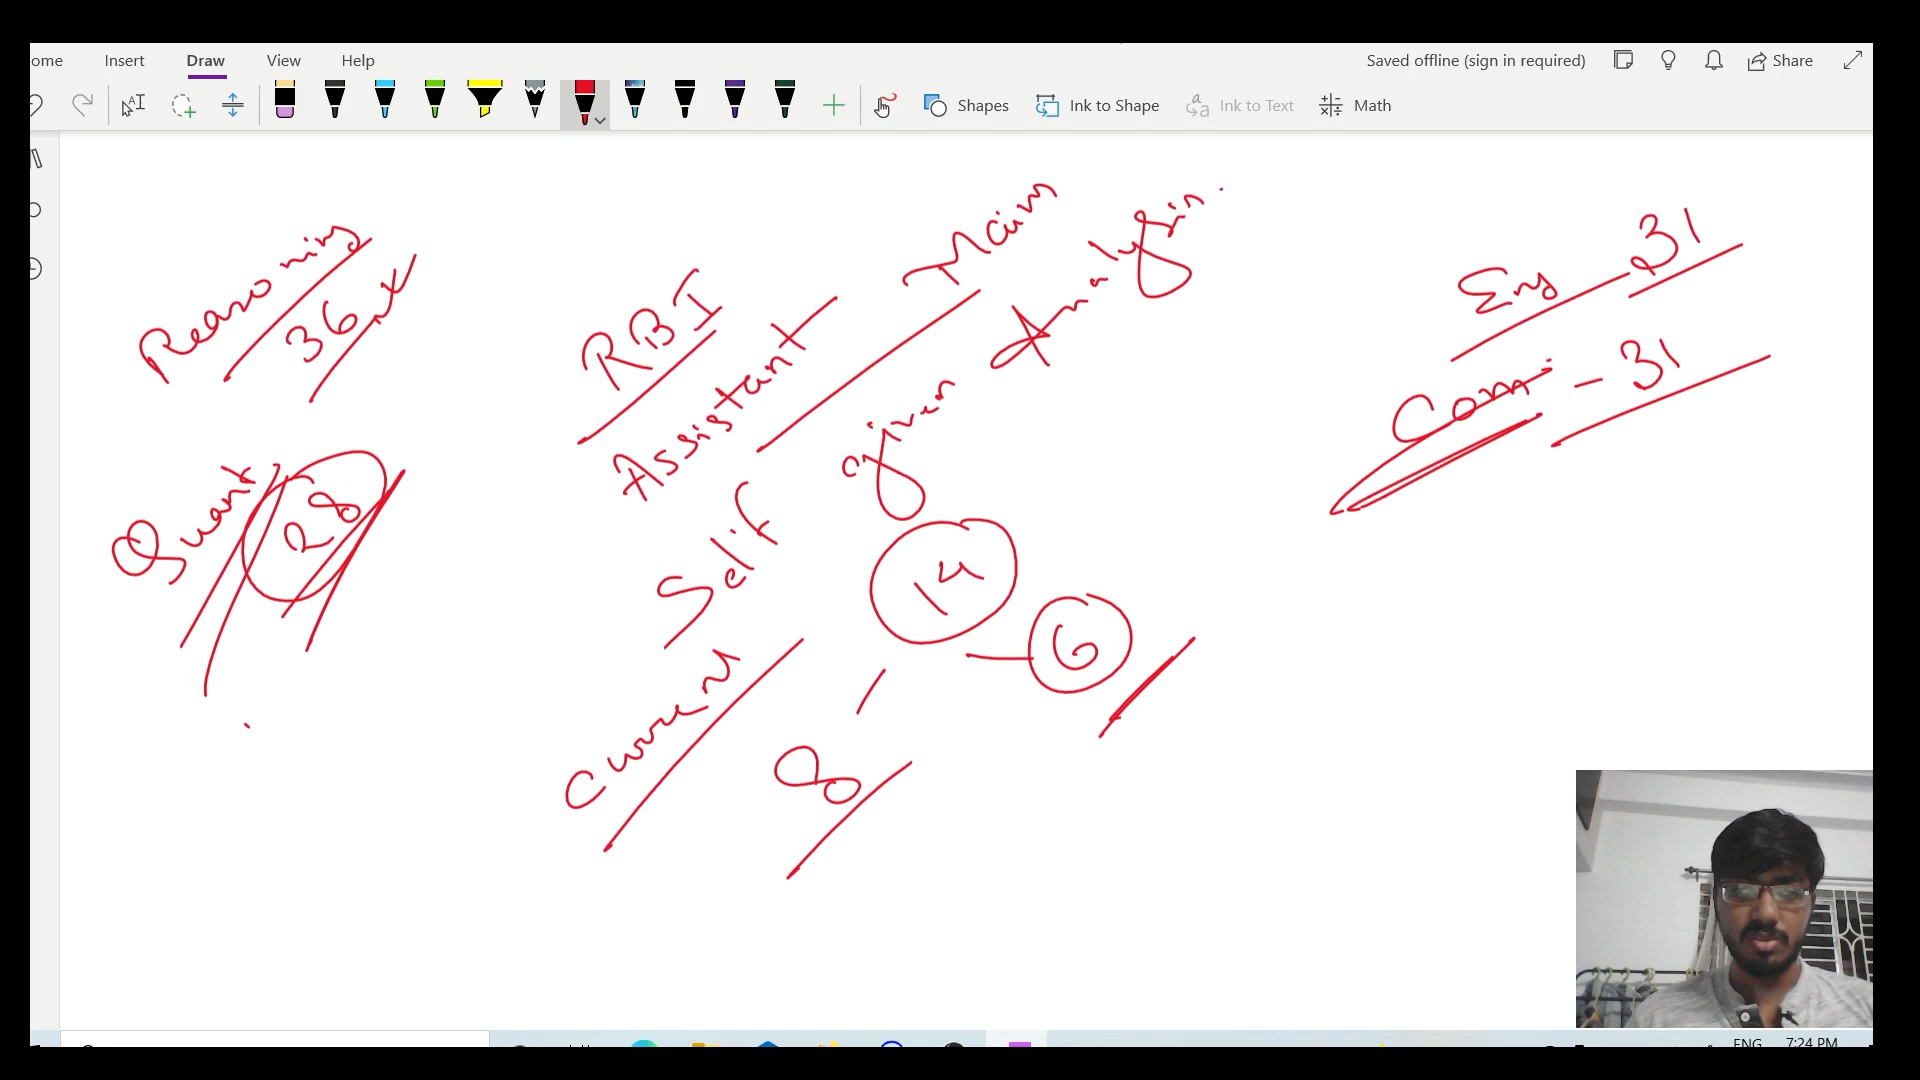 ome Insert Draw View Help
Saved offline (sign in required) Share
Shapes Ink to Shape Ink to Text Math
Reasoning
36
RBI
Assistant
Mains
Analysis.
Self
Current
14
6
8
Eng 31
Com - 31
Quant
28
ENG 7:24 PM